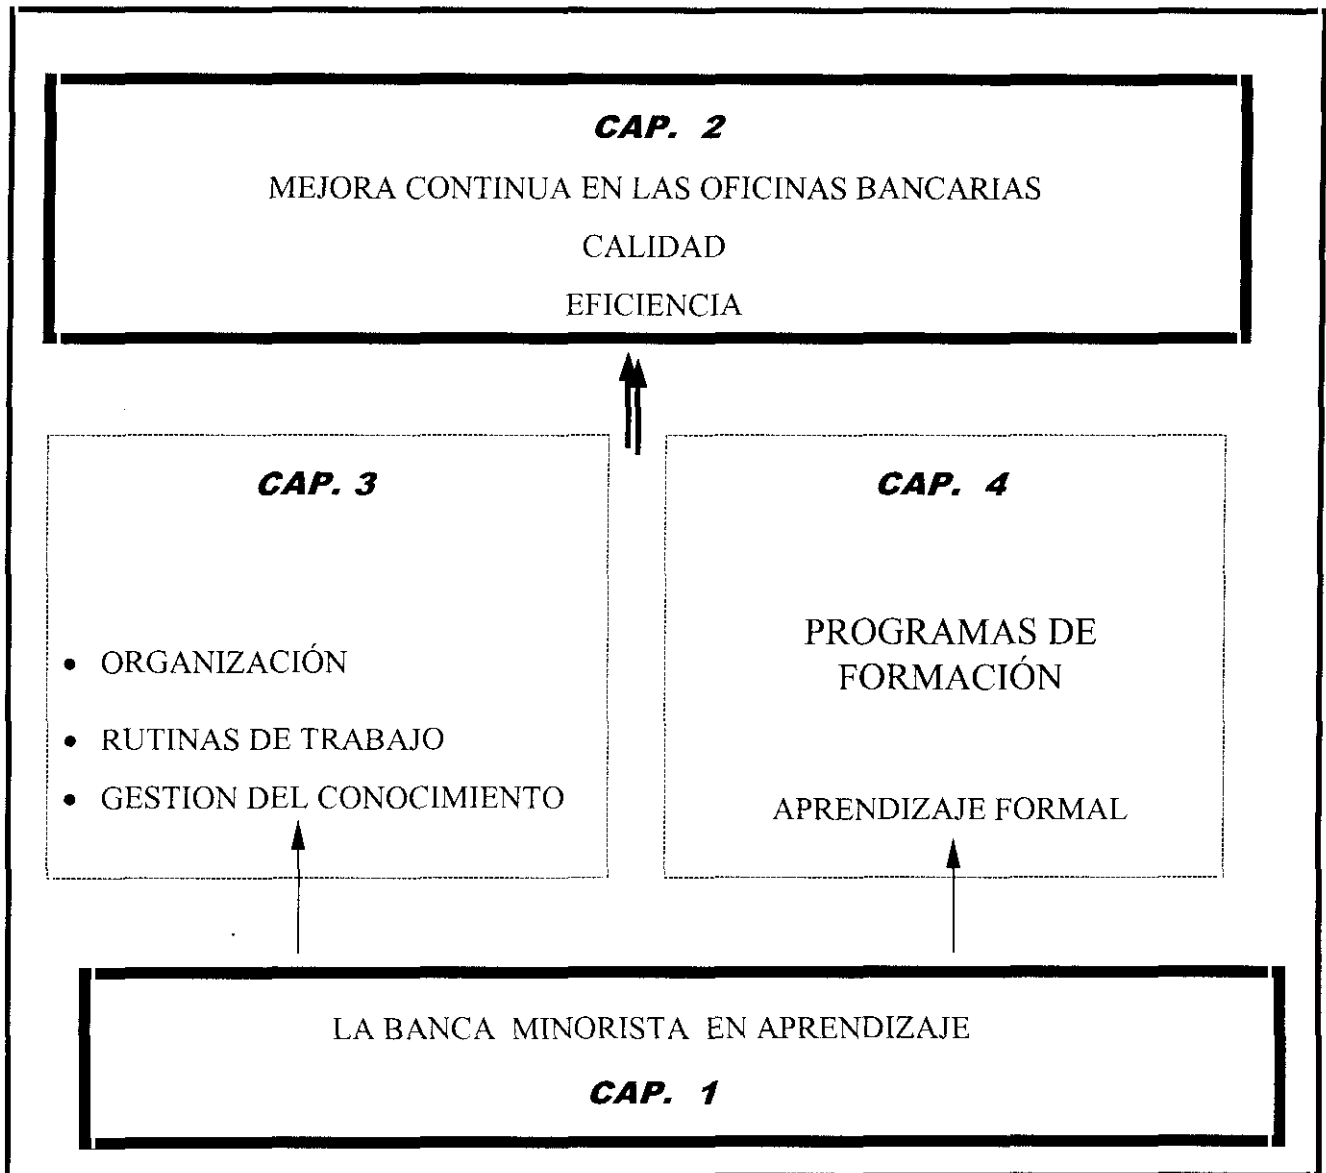 CAP. 2
MEJORA CONTINUA EN LAS OFICINAS BANCARIAS
CALIDAD
EFICIENCIA
CAP. 3
• ORGANIZACIÓN
• RUTINAS DE TRABAJO
• GESTION DEL CONOCIMIENTO
CAP. 4
PROGRAMAS DE
FORMACIÓN
APRENDIZAJE FORMAL
LA BANCA MINORISTA EN APRENDIZAJE
CAP. 1